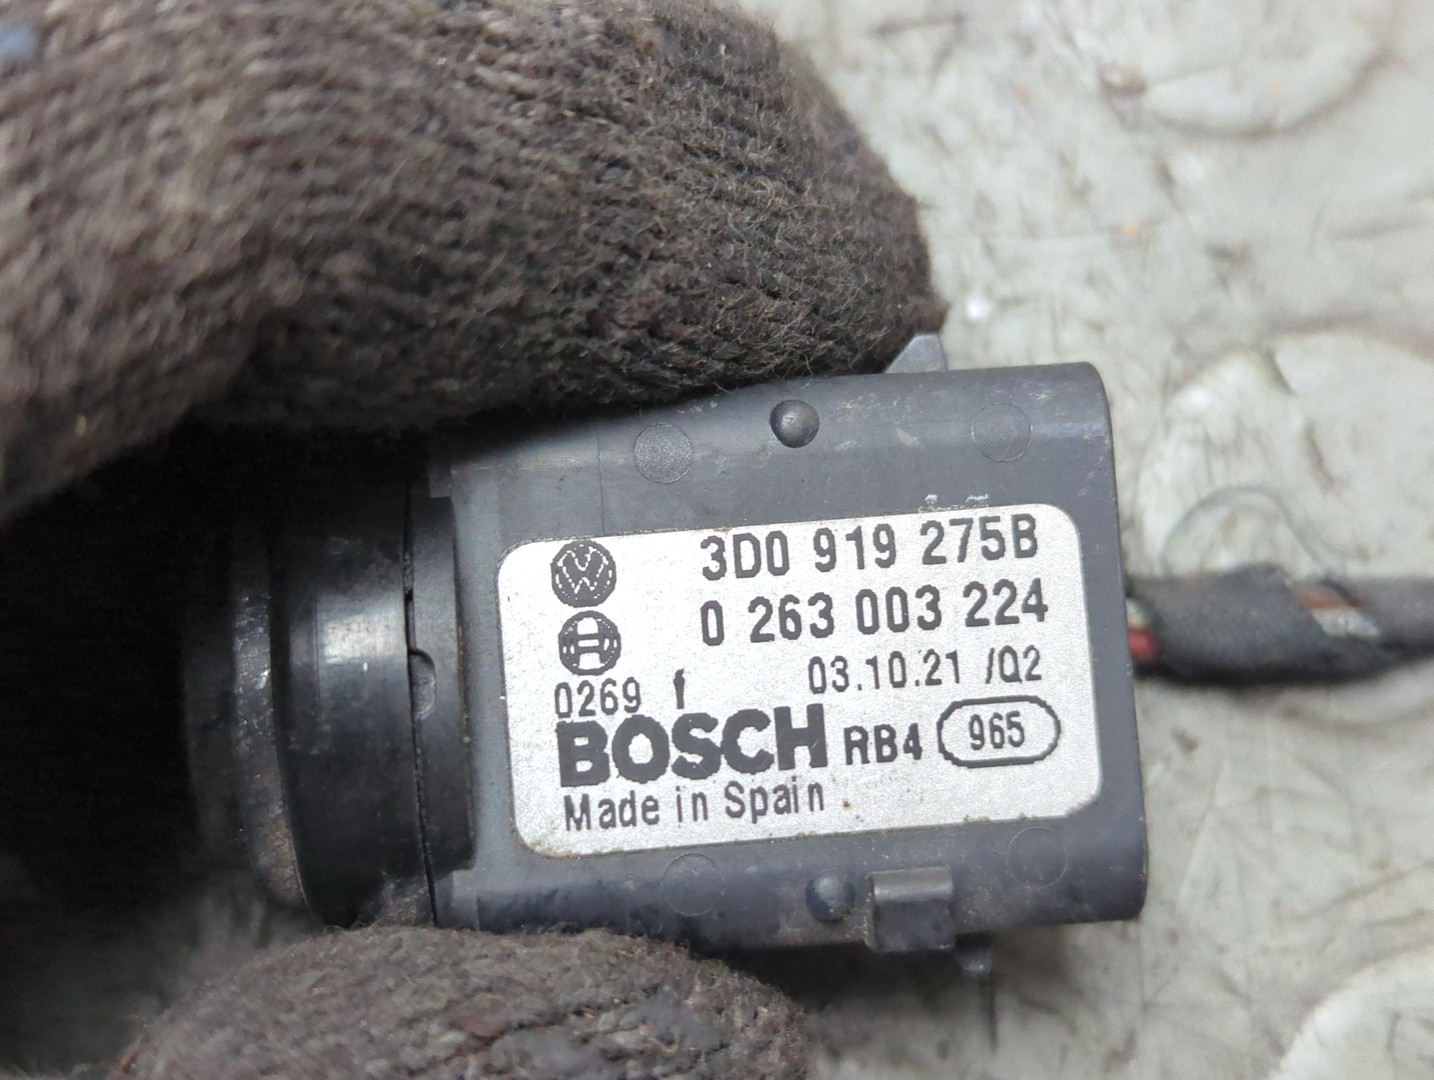 3D0 919 275B
0 263 003 224
0269 f 03.10.21 /Q2
BOSCH RB4 965
Made in Spain